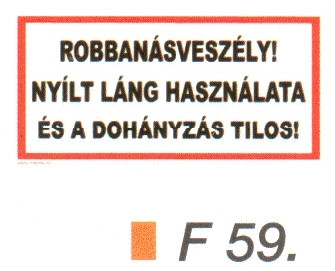 ROBBANÁSVESZÉLY!
NYÍLT LÁNG HASZNÁLATA
ÉS A DOHÁNYZÁS TILOS!
F 59.